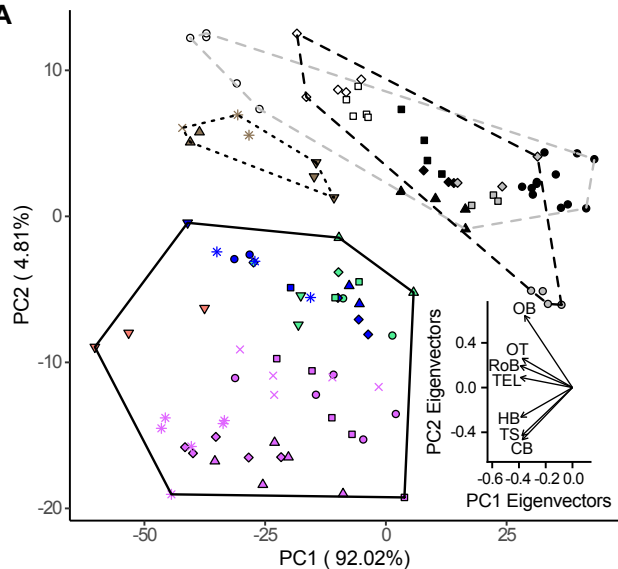 A
10
0
-10
-20
PC2 ( 4.81%)
-50
-25
0
25
PC1 ( 92.02%)
OB
OT
RoB
TEL
HB
TS
CB
0.4
0.0
-0.4
PC2 Eigenvectors
-0.6 -0.4 -0.2 0.0
PC1 Eigenvectors